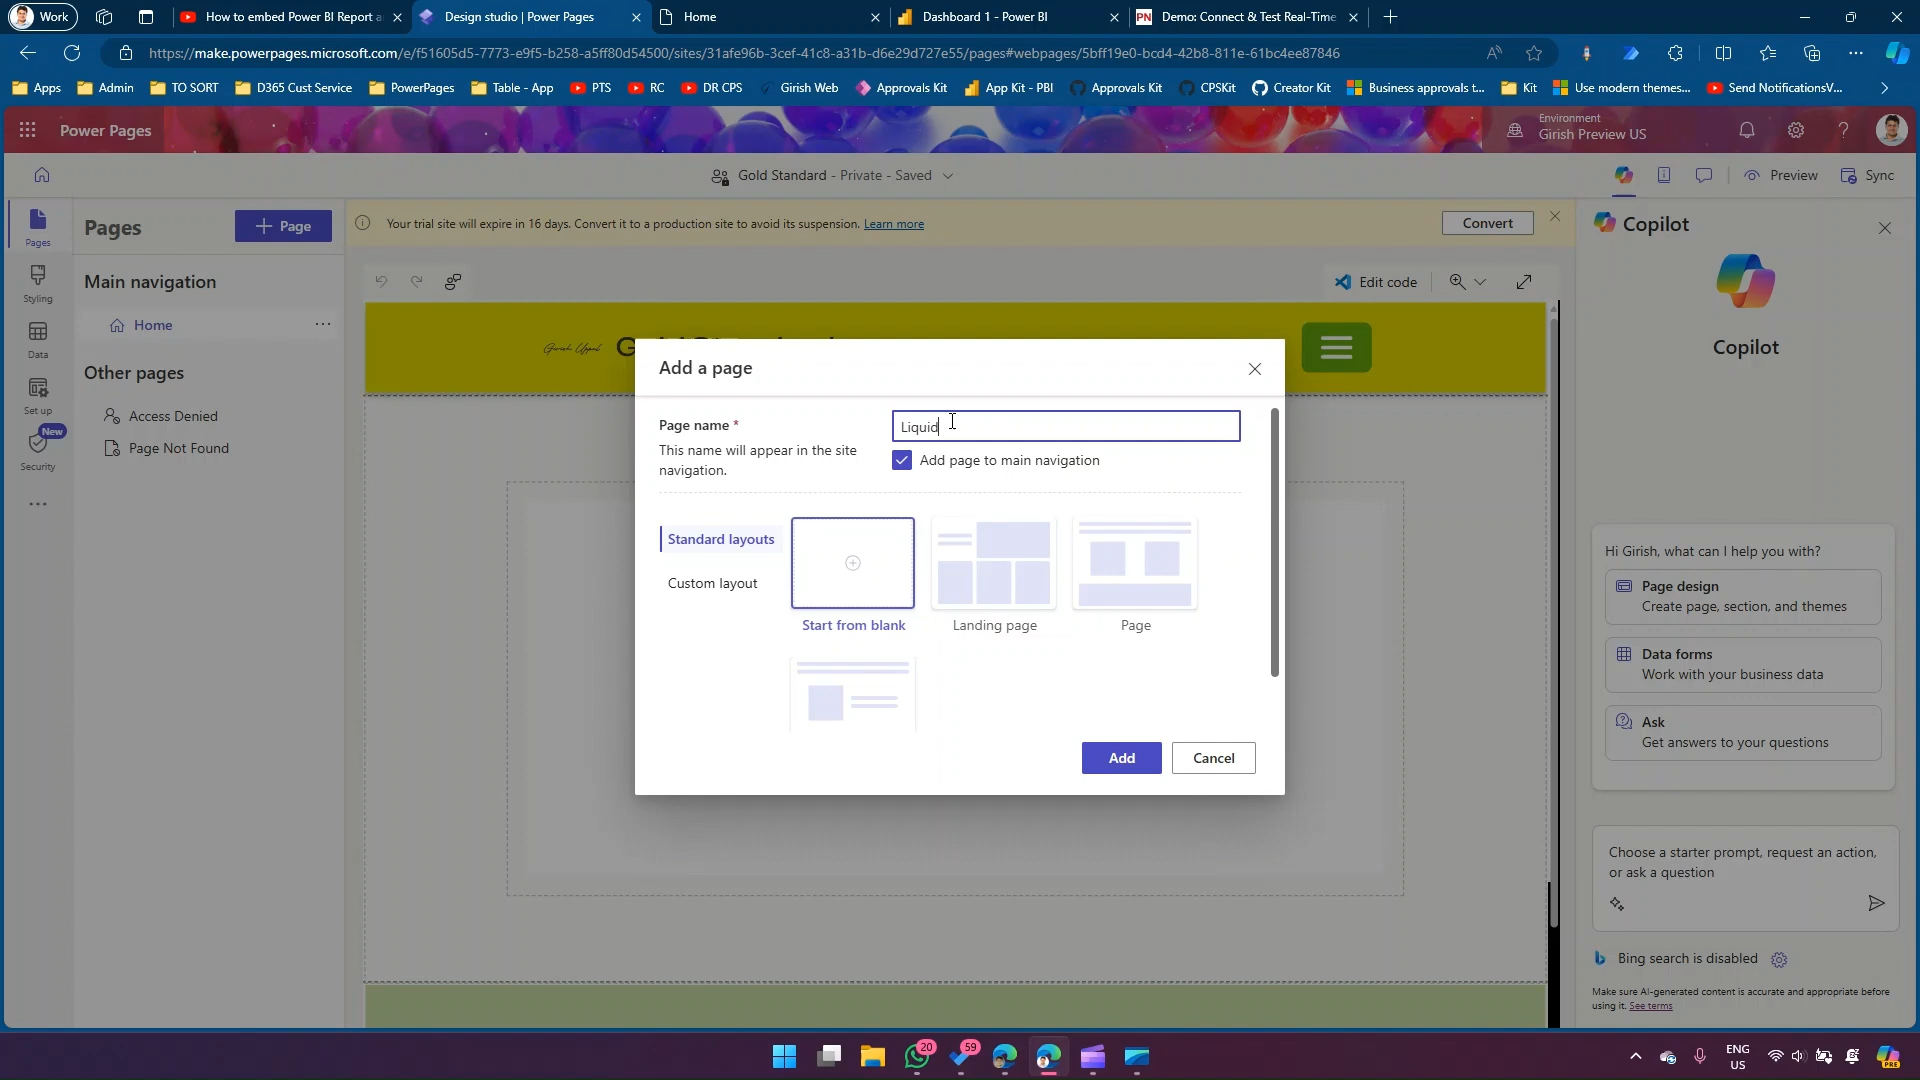 Work
How to embed Power BI Report a
Design studio | Power Pages
Home
Dashboard 1 - Power BI
PN
Demo: Connect & Test Real-Time
https://make.powerpages.microsoft.com/e/f51605d5-7773-e9f5-b258-a5ff80d54500/sites/31afe96b-3cef-41c8-a31b-d6e29d727e55/pages#webpages/5bff19e0-bcd4-42b8-811e-61bc4ee87846
Apps
Admin
TO SORT
D365 Cust Service
PowerPages
Table - App
PTS
RC
DR CPS
Girish Web
Approvals Kit
App Kit - PBI
Approvals Kit
CPSKit
Creator Kit
Business approvals t...
Kit
Use modern themes...
Send NotificationsV...
Power Pages
Environment
Girish Preview US
Gold Standard - Private - Saved
Preview
Sync
Pages
Styling
Data
Set up
New
Security
Pages
+ Page
Main navigation
Home
Other pages
Access Denied
Page Not Found
Your trial site will expire in 16 days. Convert it to a production site to avoid its suspension. Learn more
Convert
Edit code
Girish Uppal
Add a page
Page name *
This name will appear in the site
navigation.
Liquid
Add page to main navigation
Standard layouts
Custom layout
Start from blank
Landing page
Page
Add
Cancel
Copilot
Copilot
Hi Girish, what can I help you with?
Page design
Create page, section, and themes
Data forms
Work with your business data
Ask
Get answers to your questions
Choose a starter prompt, request an action,
or ask a question
Bing search is disabled
Make sure AI-generated content is accurate and appropriate before
using it. See terms
20
59
ENG
US
PRE